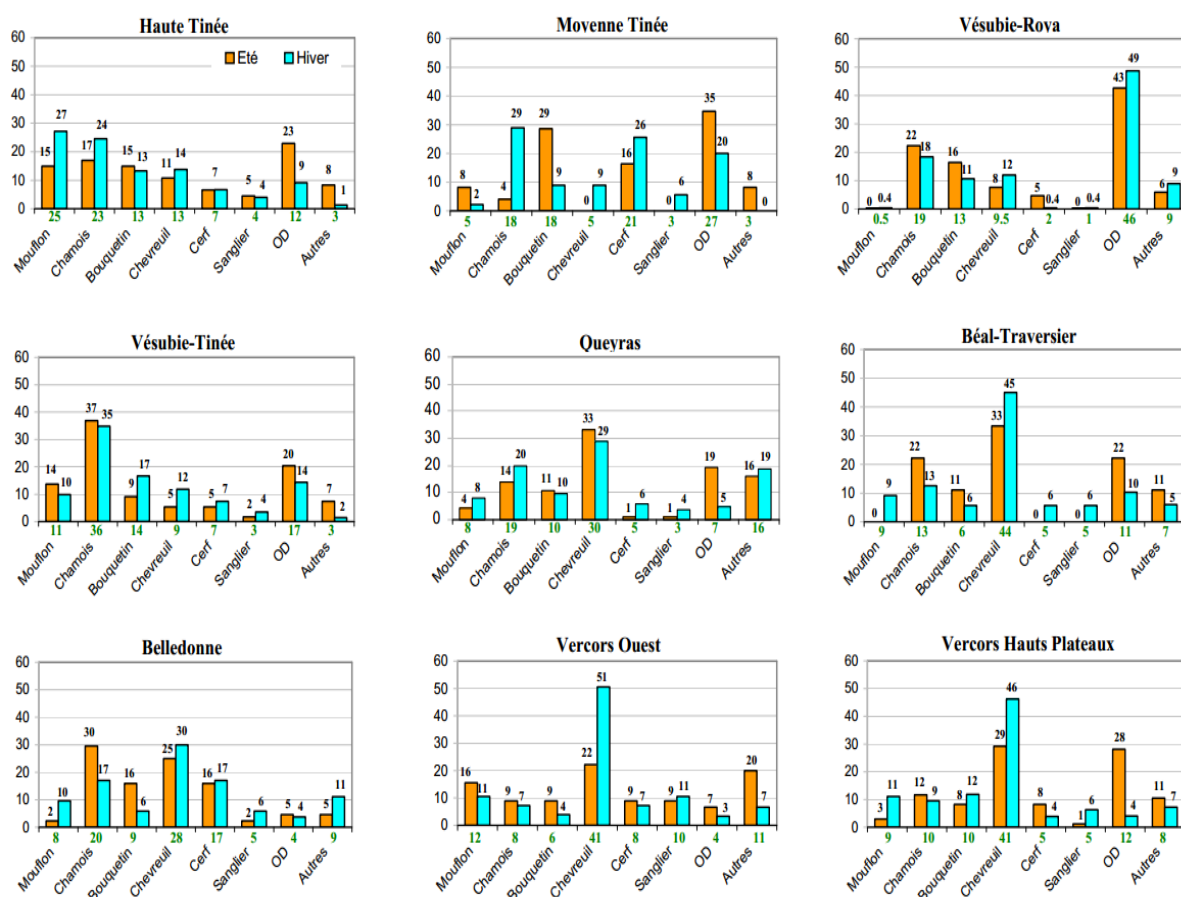 Haute Tinée
60
50
40
30
20
10
0
Eté Hiver
15 27 17 24 15 13 11 14 7 5 4 23 9 8 1
25 23 13 13 7 4 12 3
Mouflon Chamois Bouquetin Chevreuil Cerf Sanglier OD Autres
Moyenne Tinée
60
50
40
30
20
10
0
8 2 4 29 29 9 0 9 16 26 0 6 35 20 8 0
5 18 18 5 21 3 27 3
Mouflon Chamois Bouquetin Chevreuil Cerf Sanglier OD Autres
Vésubie-Roya
60
50
40
30
20
10
0
0 0.4 22 18 16 11 8 12 5 0.4 0 0.4 43 49 6 9
0.5 19 13 9.5 2 1 46 9
Mouflon Chamois Bouquetin Chevreuil Cerf Sanglier OD Autres
Vésubie-Tinée
60
50
40
30
20
10
0
14 10 37 35 9 17 5 12 5 7 2 4 20 14 7 2
11 36 14 9 7 3 17 3
Mouflon Chamois Bouquetin Chevreuil Cerf Sanglier OD Autres
Queyras
60
50
40
30
20
10
0
4 8 14 20 11 10 33 29 1 6 1 4 19 5 16 19
8 19 10 30 5 3 7 16
Mouflon Chamois Bouquetin Chevreuil Cerf Sanglier OD Autres
Béal-Traversier
60
50
40
30
20
10
0
0 9 22 13 11 6 33 45 0 6 0 6 22 10 11 5
9 13 6 44 5 5 11 7
Mouflon Chamois Bouquetin Chevreuil Cerf Sanglier OD Autres
Belledonne
60
50
40
30
20
10
0
2 10 30 17 16 6 25 30 16 17 2 6 5 4 5 11
8 20 9 28 17 5 4 9
Mouflon Chamois Bouquetin Chevreuil Cerf Sanglier OD Autres
Vercors Ouest
60
50
40
30
20
10
0
16 11 9 7 9 4 22 51 9 7 9 11 7 3 20 7
12 8 6 41 8 10 4 11
Mouflon Chamois Bouquetin Chevreuil Cerf Sanglier OD Autres
Vercors Hauts Plateaux
60
50
40
30
20
10
0
3 11 12 9 8 12 29 46 8 4 1 6 28 4 11 7
9 10 10 41 5 5 12 8
Mouflon Chamois Bouquetin Chevreuil Cerf Sanglier OD Autres